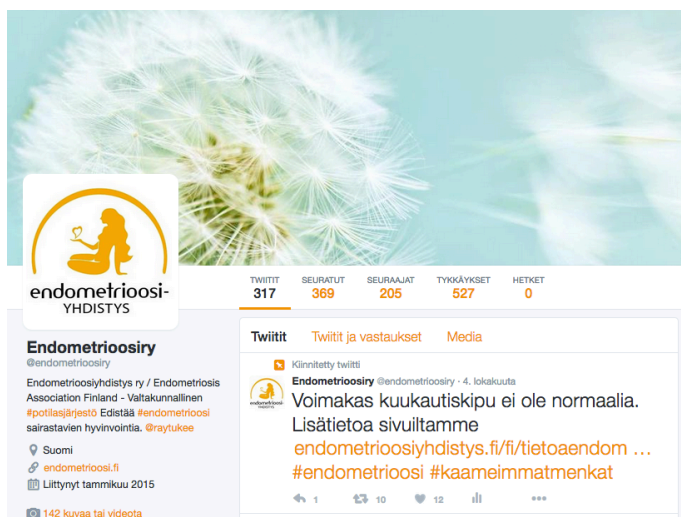 endometrioosi-
YHDISTYS
TWIITIT SEURATUT SEURAAJAT TYKKÄYKSET HETKET
317 369 205 527 0
Endometrioosiry
@endometrioosiry
Endometrioosiyhdistys ry / Endometriosis
Association Finland - Valtakunnallinen
#potilasjärjestö Edistää #endometrioosi
sairastavien hyvinvointia. @raytukee
Suomi
endometrioosi.fi
Liittynyt tammikuu 2015
142 kuvaa tai videota
Twiitit Twiitit ja vastaukset Media
Kiinnitetty twiitti
Endometrioosiry @endometrioosiry · 4. lokakuuta
Voimakas kuukautiskipu ei ole normaalia.
Lisätietoa sivuiltamme
endometrioosiyhdistys.fi/fi/tietoaendom …
#endometrioosi #kaameimmatmenkat
1 10 12